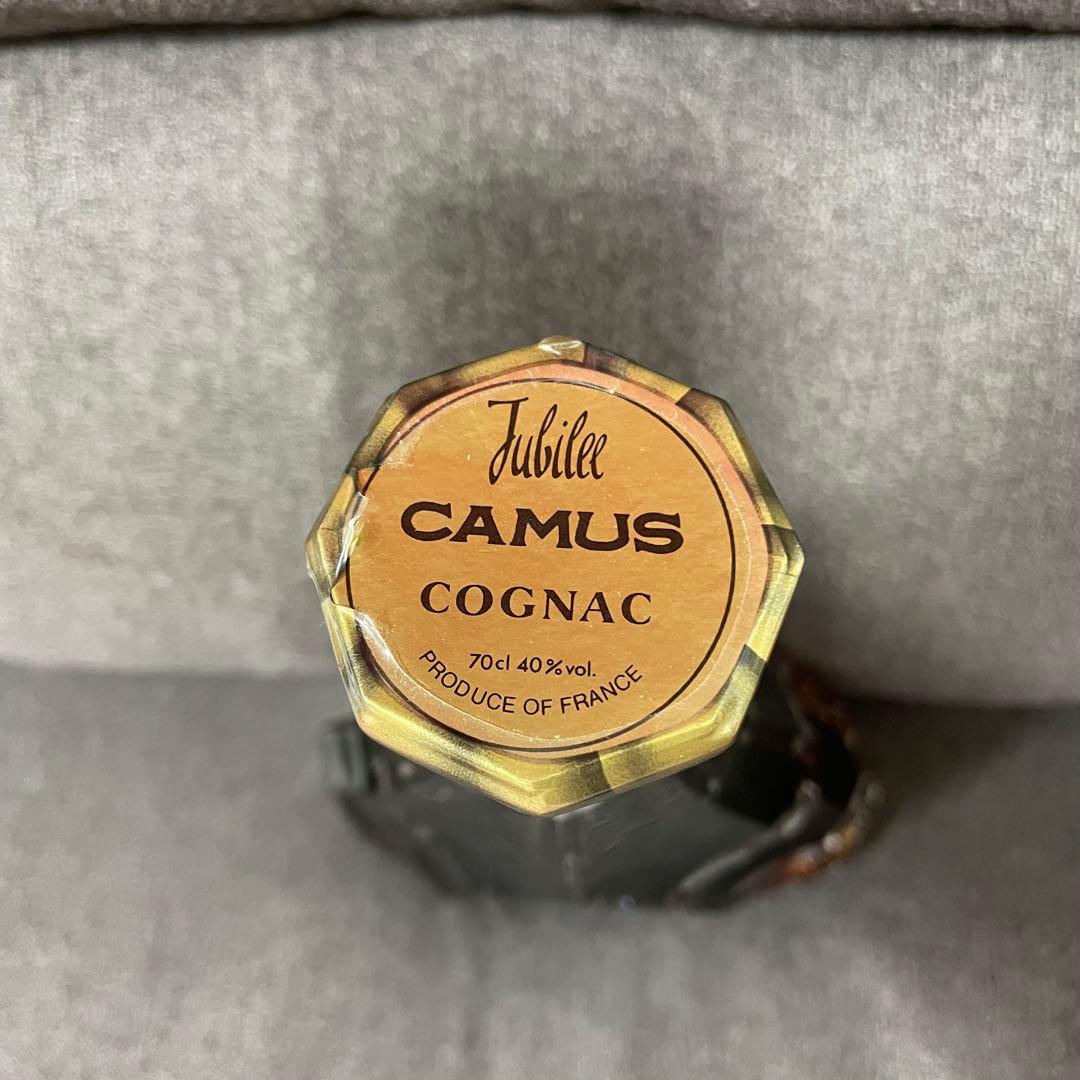 Jubilee
CAMUS
COGNAC
70cl 40%vol.
PRODUCE OF FRANCE